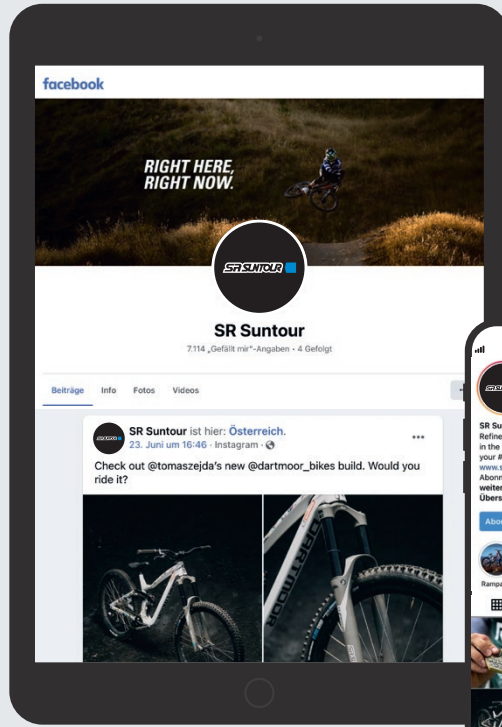 facebook
RIGHT HERE,
RIGHT NOW.
SR SUNTOUR
SR Suntour
7.114 „Gefällt mir“-Angaben • 4 Gefolgt
Beiträge Info Fotos Videos
SR Suntour ist hier: Österreich.
23. Juni um 16:46 · Instagram ·
Check out @tomaszejda's new @dartmoor_bikes build. Would you
ride it?
DARTMOOR
SR Su
Refine
in the
your #
www.s
Abonn
weiter
Übers
Abo
Rampa